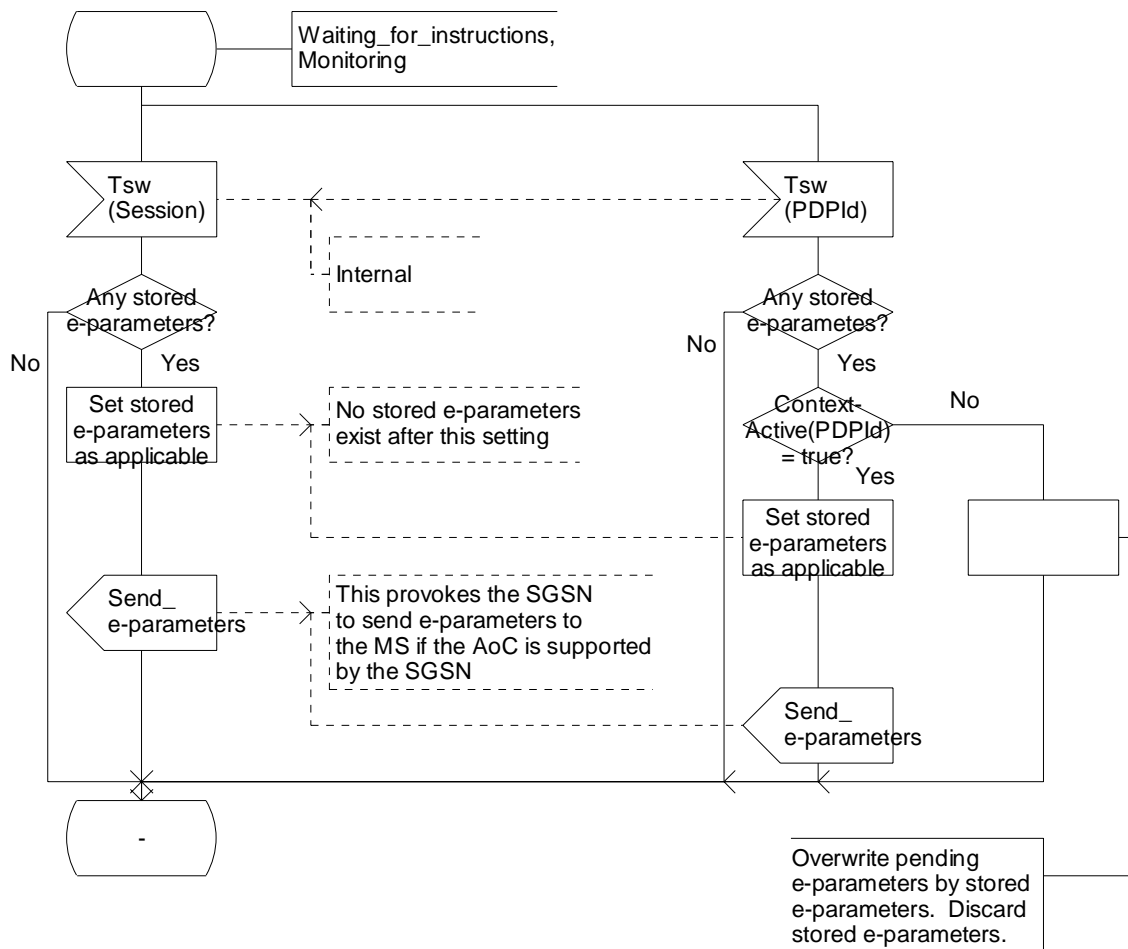 Waiting_for_instructions,
Monitoring
Tsw
(Session)
Tsw
(PDPId)
Internal
Any stored
e-parameters?
Any stored
e-parametes?
No
Yes
No
Yes
Set stored
e-parameters
as applicable
No stored e-parameters
exist after this setting
Context-
Active(PDPId)
= true?
No
Yes
Set stored
e-parameters
as applicable
Send_
e-parameters
This provokes the SGSN
to send e-parameters to
the MS if the AoC is supported
by the SGSN
Send_
e-parameters
-
Overwrite pending
e-parameters by stored
e-parameters.  Discard
stored e-parameters.